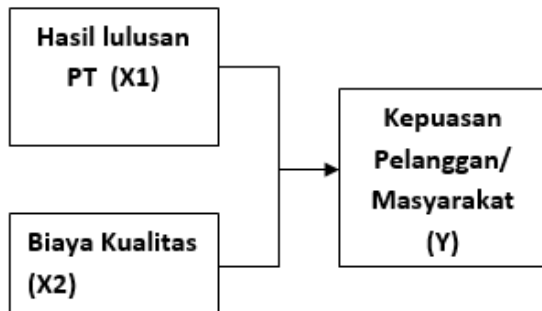 Hasil lulusan
PT (X1)
Kepuasan
Pelanggan/
Masyarakat
(Y)
Biaya Kualitas
(X2)